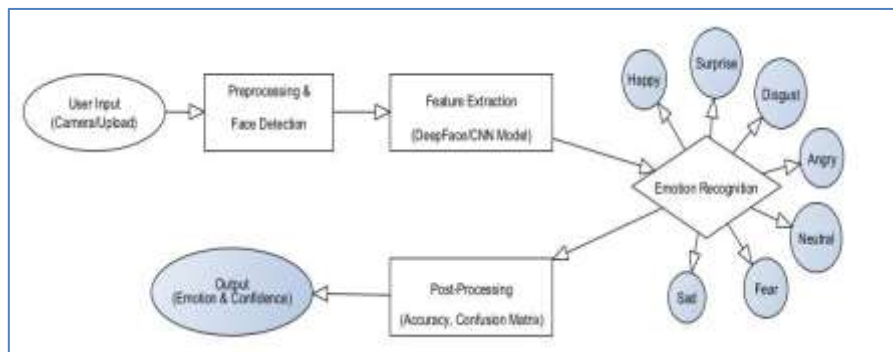 User Input
(Camera/Upload)
Preprocessing &
Face Detection
Feature Extraction
(DeepFace/CNN Model)
Happy
Surprise
Disgust
Angry
Emotion Recognition
Neutral
Fear
Sad
Post-Processing
(Accuracy, Confusion Matrix)
Output
(Emotion & Confidence)